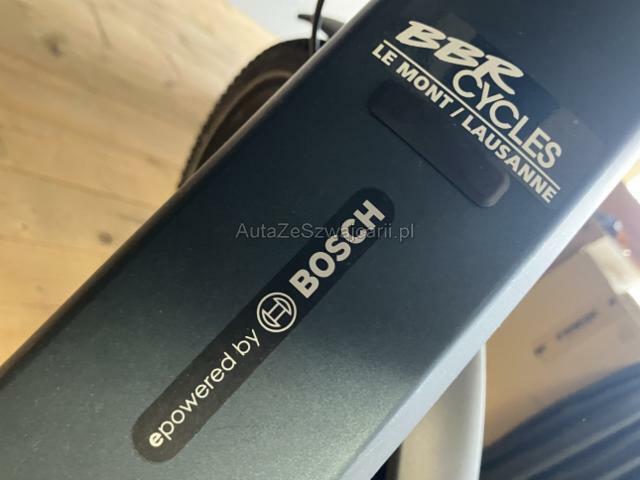 BBR
CYCLES
LE MONT / LAUSANNE
AutaZeSzwajcarii.pl
epowered by BOSCH